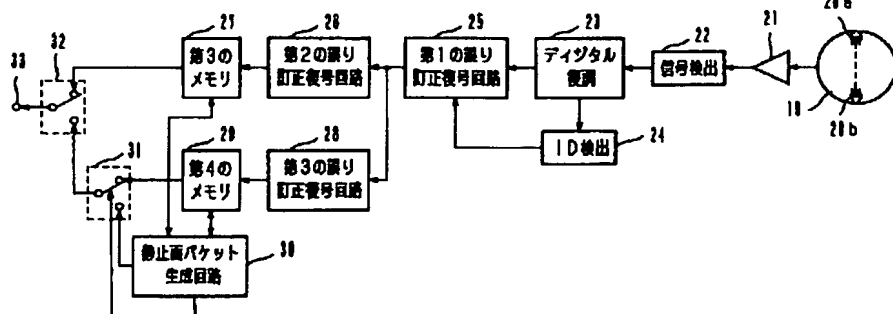 20a
27
26
25
23
21
32
22
33
第3の
メモリ
第2の誤り
訂正復号回路
第1の誤り
訂正復号回路
ディジタル
復調
信号検出
18
20b
31
29
28
24
ID検出
第4の
メモリ
第3の誤り
訂正復号回路
静止画パケット
生成回路
30